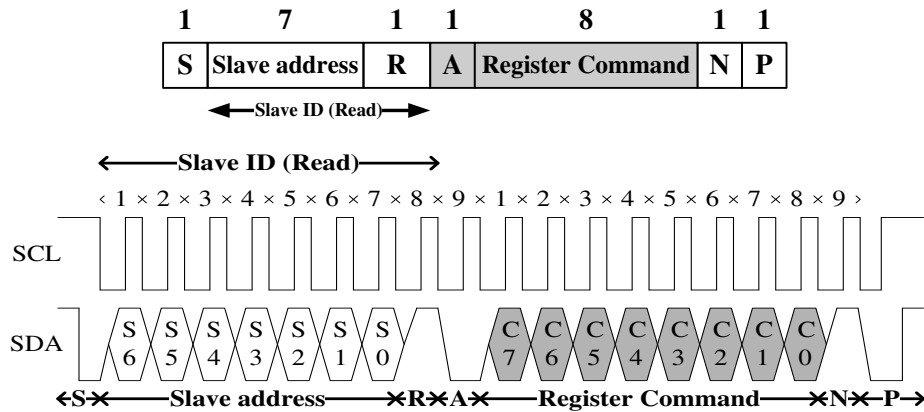 1 7 1 1 8 1 1
S Slave address R A Register Command N P
Slave ID (Read)
Slave ID (Read)
1 × 2 × 3 × 4 × 5 × 6 × 7 × 8 × 9 × 1 × 2 × 3 × 4 × 5 × 6 × 7 × 8 × 9
SCL
SDA
S S S S S S S C C C C C C C C
6 5 4 3 2 1 0 7 6 5 4 3 2 1 0
S Slave address R A Register Command N P